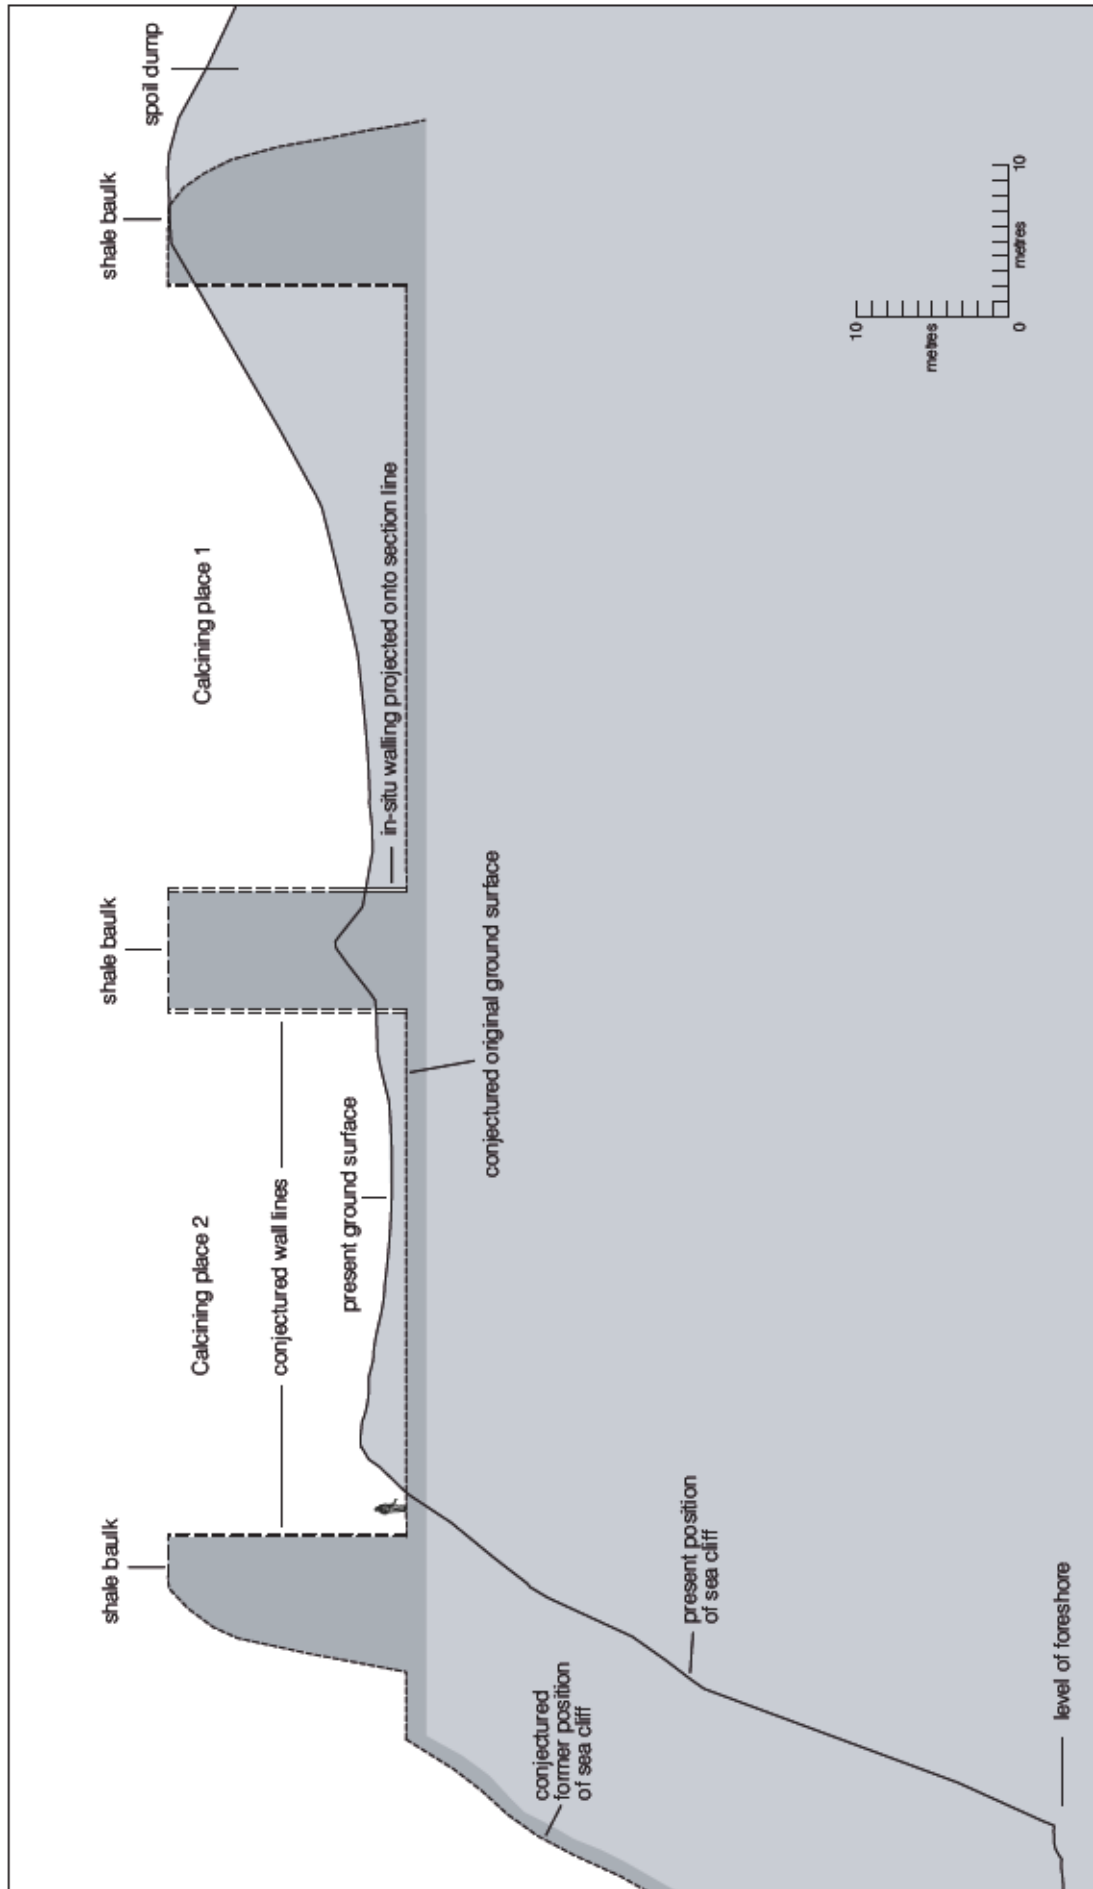 shale baulk
shale baulk
shale baulk
spoil dump
Calcining place 2
Calcining place 1
conjectured wall lines
present ground surface
in-situ walling projected onto section line
conjectured original ground surface
conjectured
former position
of sea cliff
present position
of sea cliff
level of foreshore
10
metres
0
metres
10